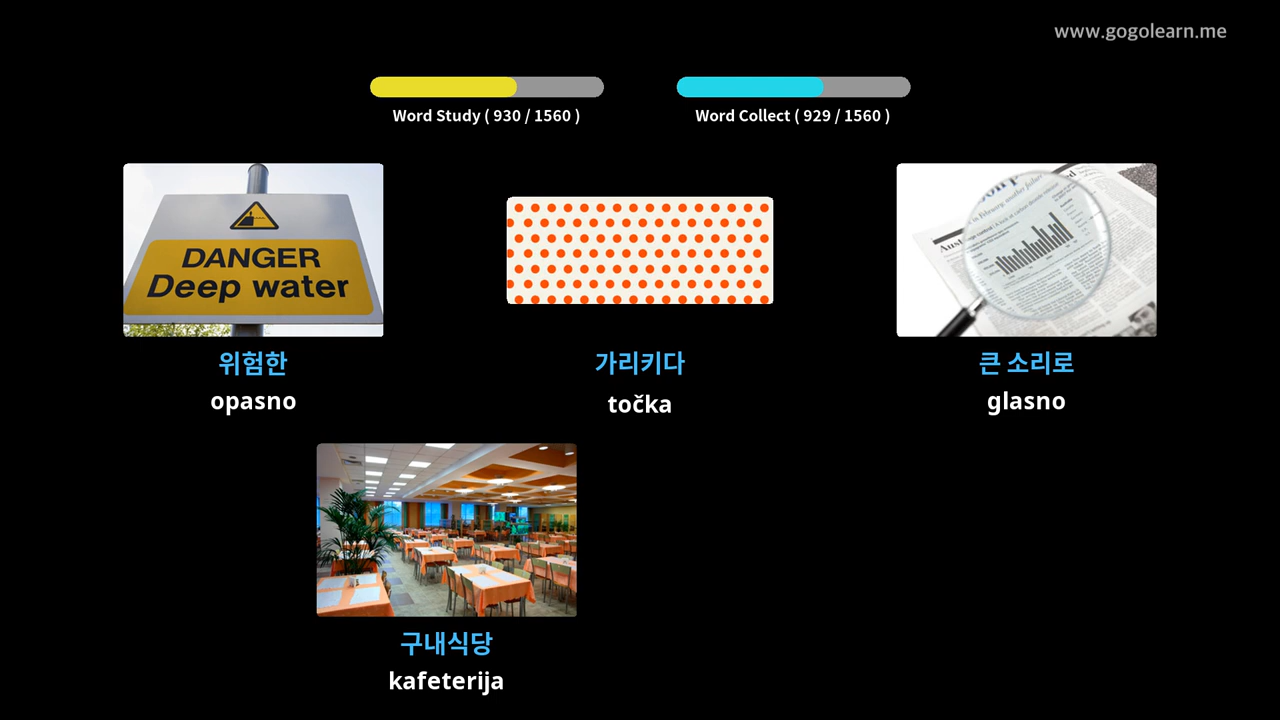 www.gogolearn.me
Word Study ( 930 / 1560 )
Word Collect ( 929 / 1560 )
DANGER
Deep water
위험한
opasno
가리키다
točka
큰 소리로
glasno
구내식당
kafeterija